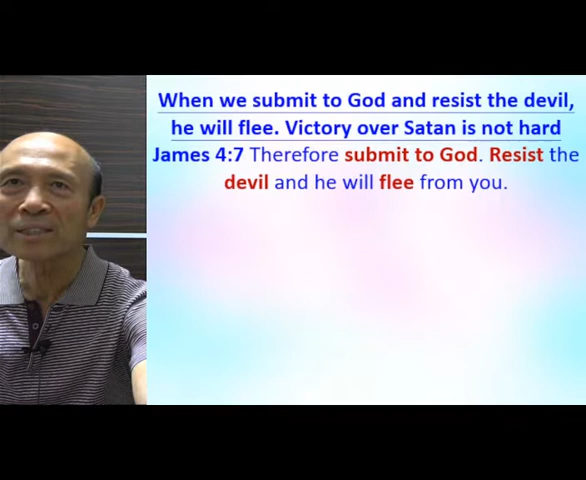 When we submit to God and resist the devil,
he will flee. Victory over Satan is not hard
James 4:7 Therefore submit to God. Resist the
devil and he will flee from you.